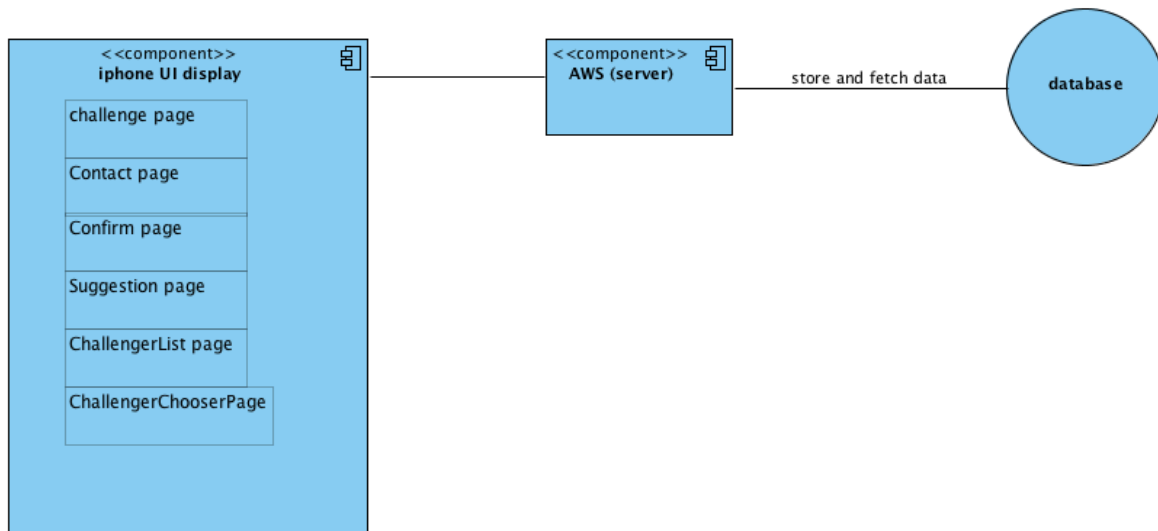 <<component>>
iphone UI display
challenge page
Contact page
Confirm page
Suggestion page
ChallengerList page
ChallengerChooserPage
<<component>>
AWS (server)
store and fetch data
database